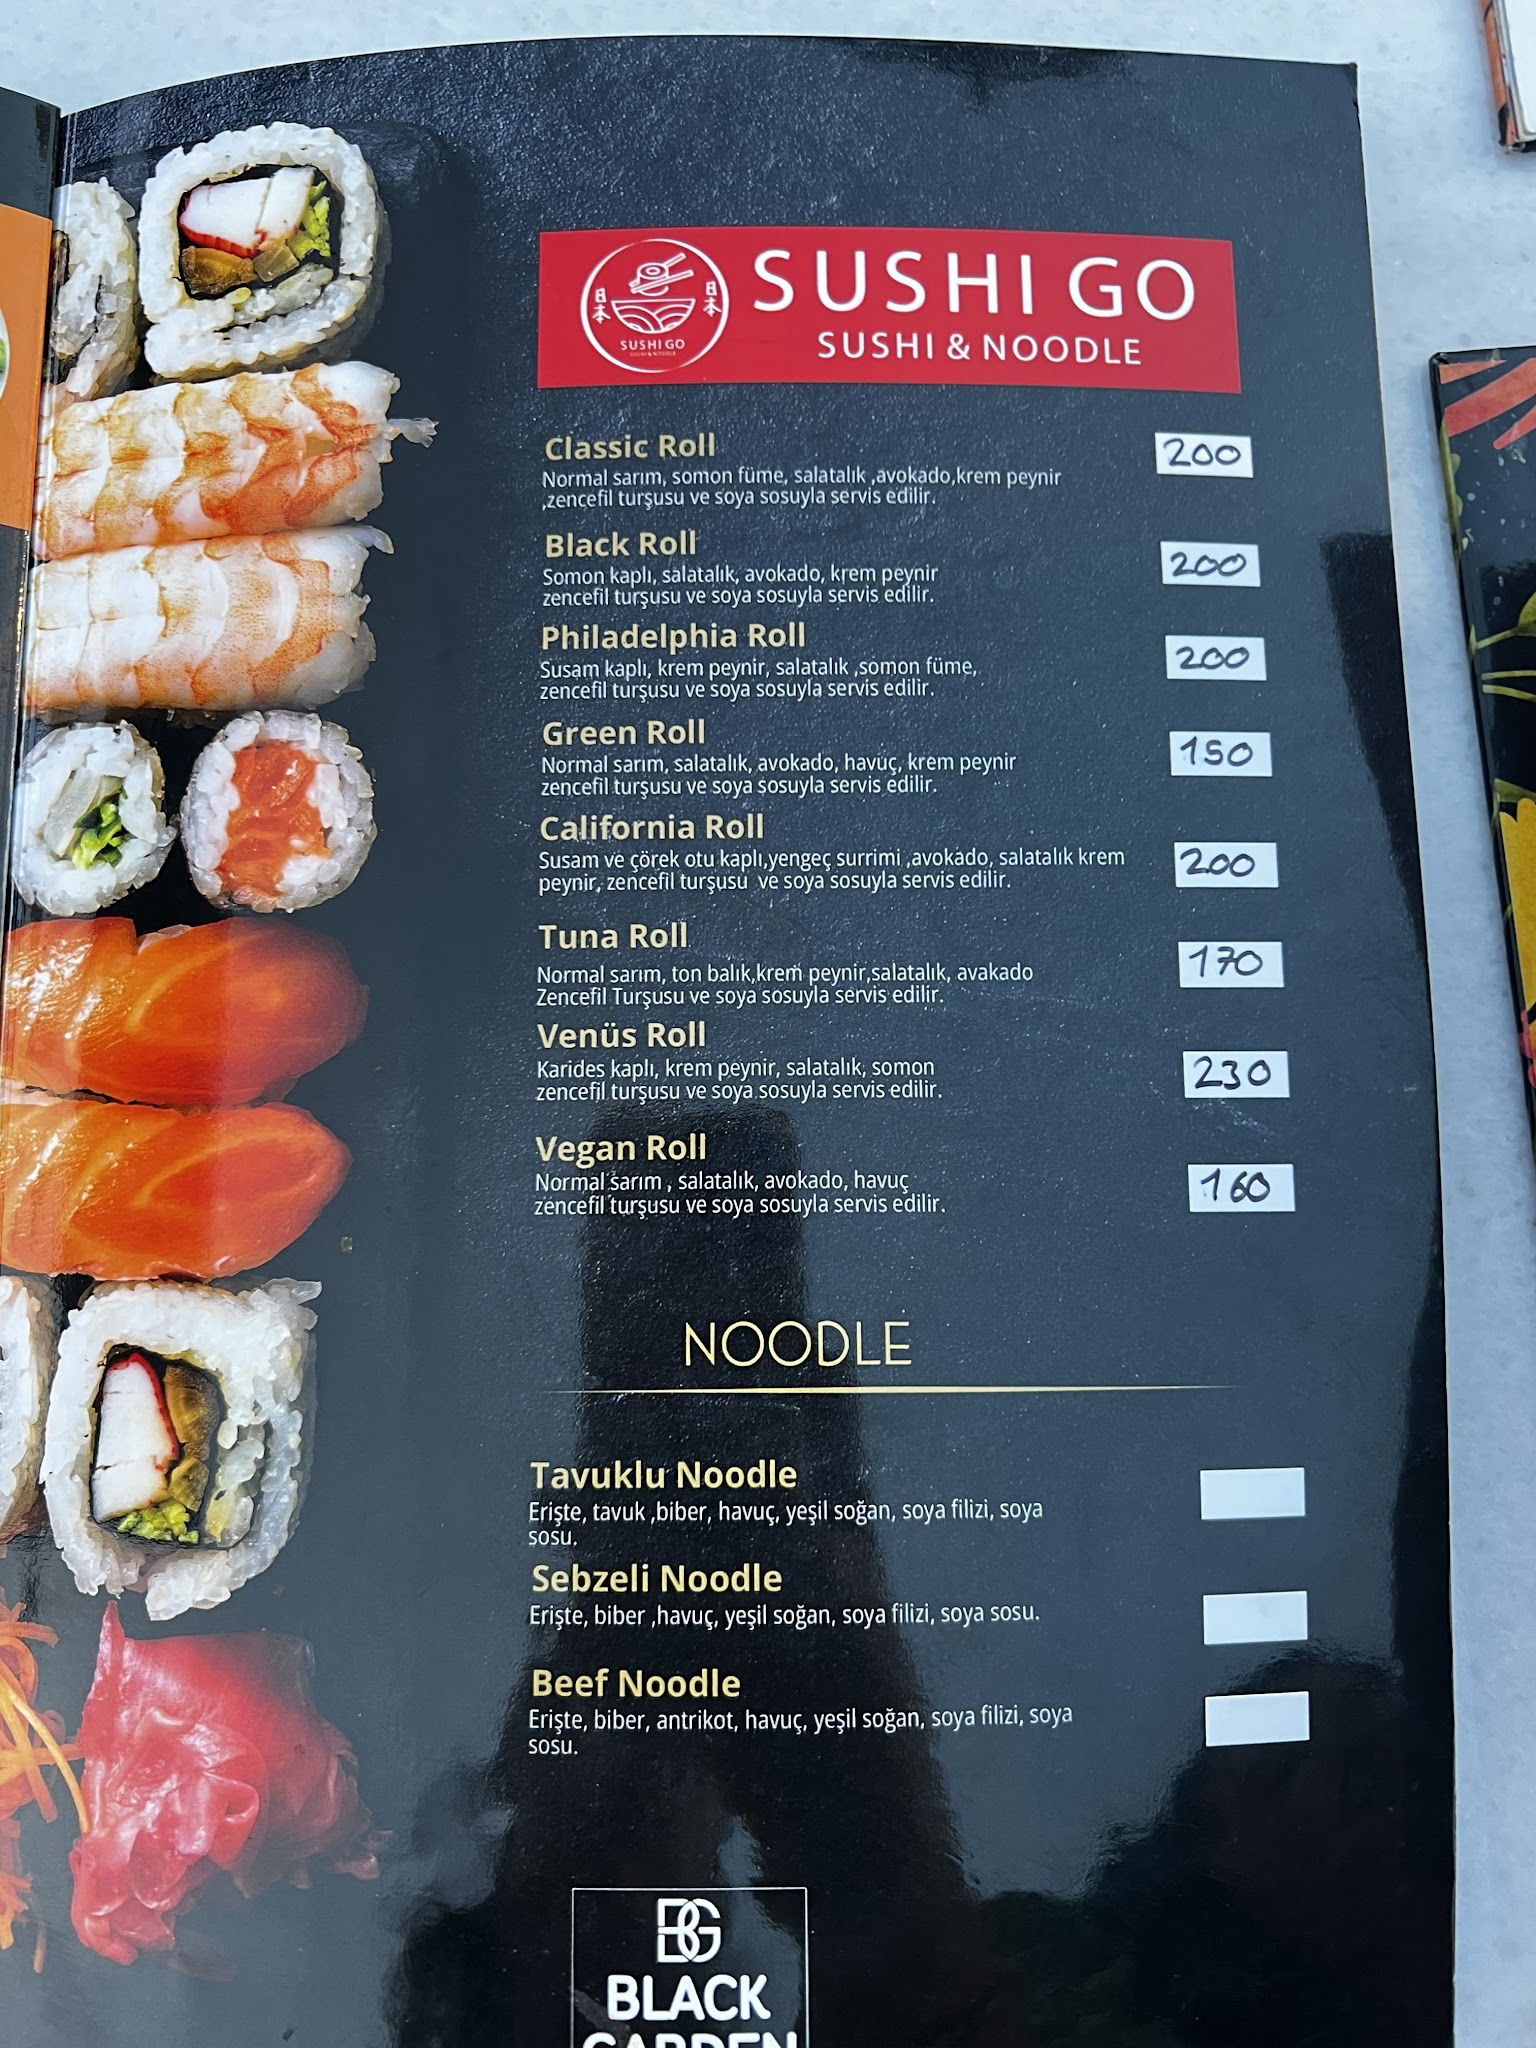 SUSHI GO
SUSHI & NOODLE
日本
日本
SUSHI GO
SUSHI & NOODLE
Classic Roll 200
Normal sarım, somon füme, salatalık ,avokado,krem peynir
,zencefil turşusu ve soya sosuyla servis edilir.
Black Roll 200
Somon kaplı, salatalık, avokado, krem peynir
zencefil turşusu ve soya sosuyla servis edilir.
Philadelphia Roll 200
Susam kaplı, krem peynir, salatalık ,somon füme,
zencefil turşusu ve soya sosuyla servis edilir.
Green Roll 150
Normal sarım, salatalık, avokado, havuç, krem peynir
zencefil turşusu ve soya sosuyla servis edilir.
California Roll 200
Susam ve çörek otu kaplı,yengeç surrimi ,avokado, salatalık krem
peynir, zencefil turşusu ve soya sosuyla servis edilir.
Tuna Roll 170
Normal sarım, ton balık,krem peynir,salatalık, avakado
Zencefil Turşusu ve soya sosuyla servis edilir.
Venüs Roll 230
Karides kaplı, krem peynir, salatalık, somon
zencefil turşusu ve soya sosuyla servis edilir.
Vegan Roll 160
Normal sarım , salatalık, avokado, havuç
zencefil turşusu ve soya sosuyla servis edilir.
NOODLE
Tavuklu Noodle
Erişte, tavuk ,biber, havuç, yeşil soğan, soya filizi, soya
sosu.
Sebzeli Noodle
Erişte, biber ,havuç, yeşil soğan, soya filizi, soya sosu.
Beef Noodle
Erişte, biber, antrikot, havuç, yeşil soğan, soya filizi, soya
sosu.
BG
BLACK
GARDEN